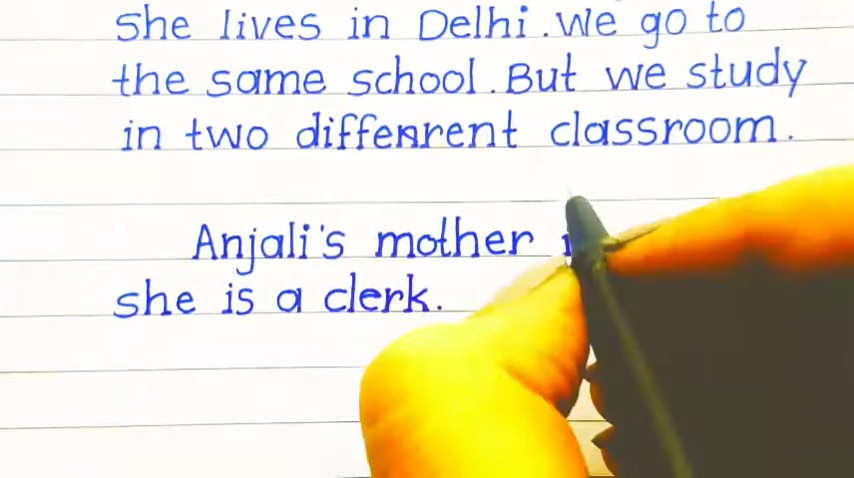 she lives in Delhi. we go to
the same school. But we study
in two diffenrent classroom.
Anjali's mother
she is a clerk.